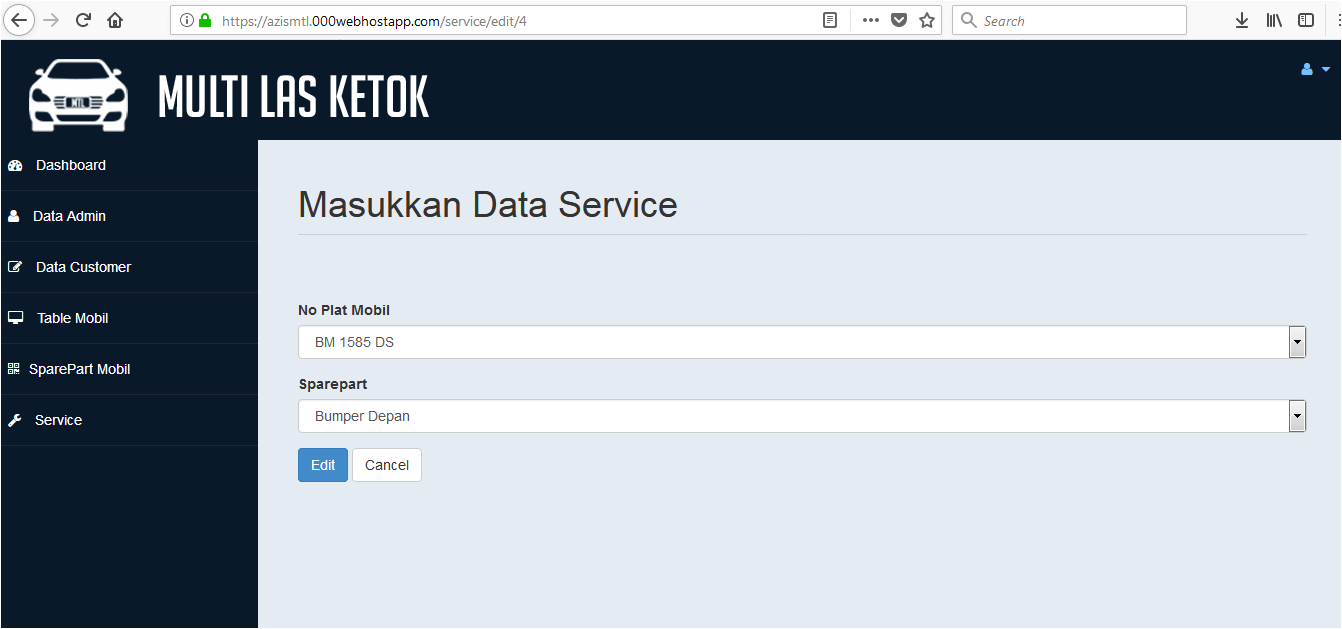 https://azismtl.000webhostapp.com/service/edit/4
Search
MTL
MULTI LAS KETOK
Dashboard
Data Admin
Data Customer
Table Mobil
SparePart Mobil
Service
Masukkan Data Service
No Plat Mobil
BM 1585 DS
Sparepart
Bumper Depan
Edit Cancel